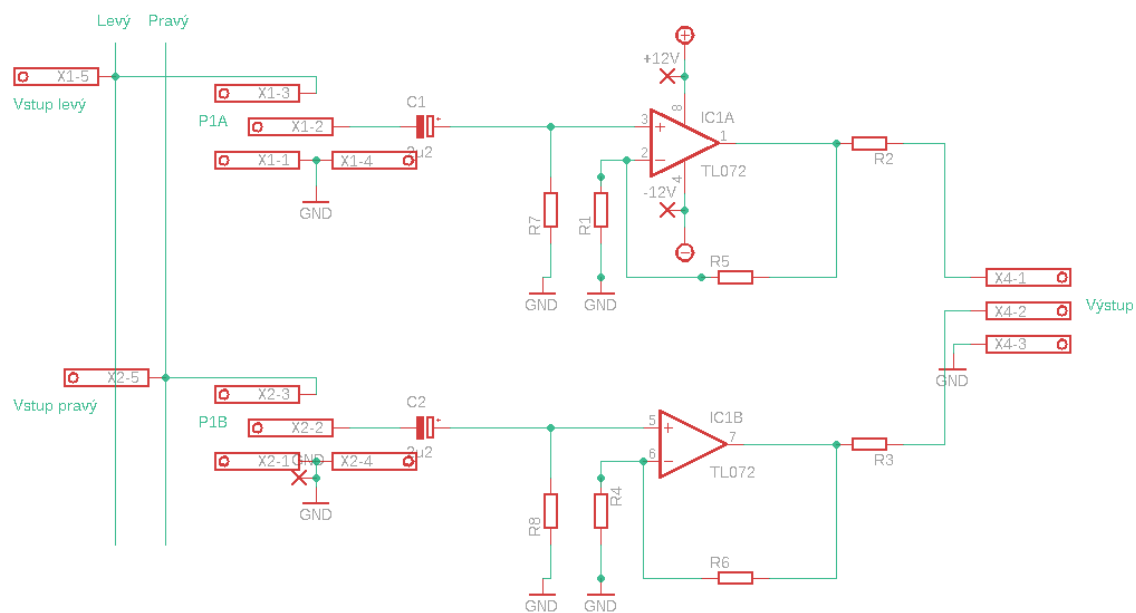 Levý Pravý
X1-5
Vstup levý
X1-3
P1A
X1-2
X1-1
X1-4
GND
C1
2u2
R7
GND
R1
GND
+12V
8
IC1A
3
2
1
TL072
4
-12V
R5
R2
X4-1
X4-2
Výstup
X4-3
GND
X2-5
Vstup pravý
X2-3
P1B
X2-2
X2-1
GND
X2-4
GND
C2
2u2
R8
GND
R4
GND
IC1B
5
6
7
TL072
R6
R3